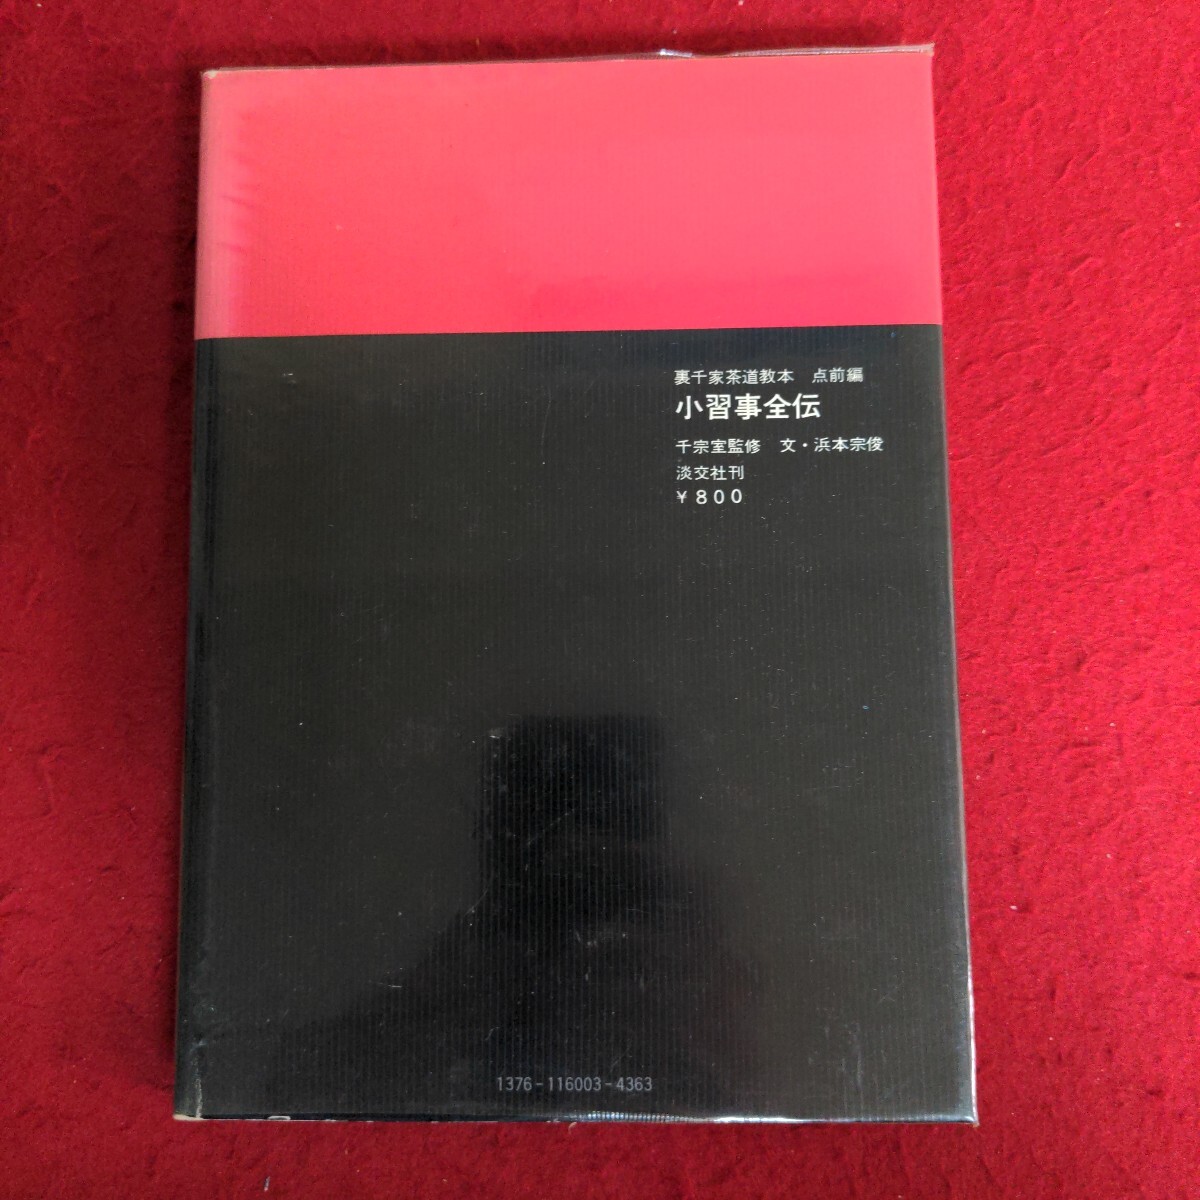 裏千家茶道教本　点前編
小習事全伝
千宗室監修　文・浜本宗俊
淡交社刊
￥800
1376-116003-4363